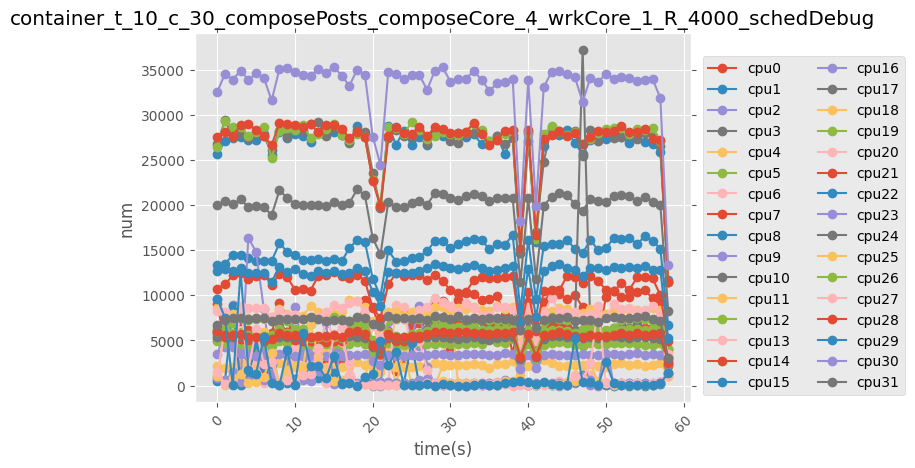 container_t_10_c_30_composePosts_composeCore_4_wrkCore_1_R_4000_schedDebug
35000
30000
25000
20000
15000
10000
5000
0
num
0 10 20 30 40 50 60
time(s)
cpu0 cpu16
cpu1 cpu17
cpu2 cpu18
cpu3 cpu19
cpu4 cpu20
cpu5 cpu21
cpu6 cpu22
cpu7 cpu23
cpu8 cpu24
cpu9 cpu25
cpu10 cpu26
cpu11 cpu27
cpu12 cpu28
cpu13 cpu29
cpu14 cpu30
cpu15 cpu31